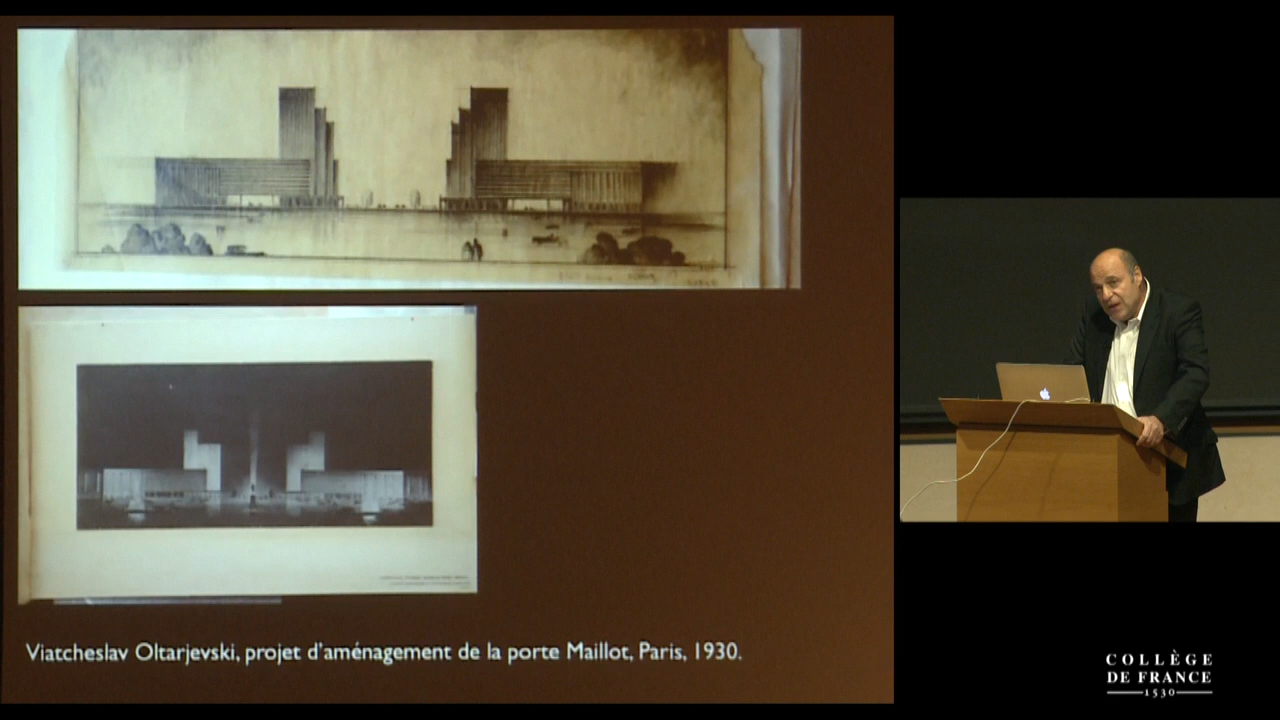 Viatcheslav Oltarjevski, projet d'aménagement de la porte Maillot, Paris, 1930.
COLLÈGE
DE FRANCE
1530